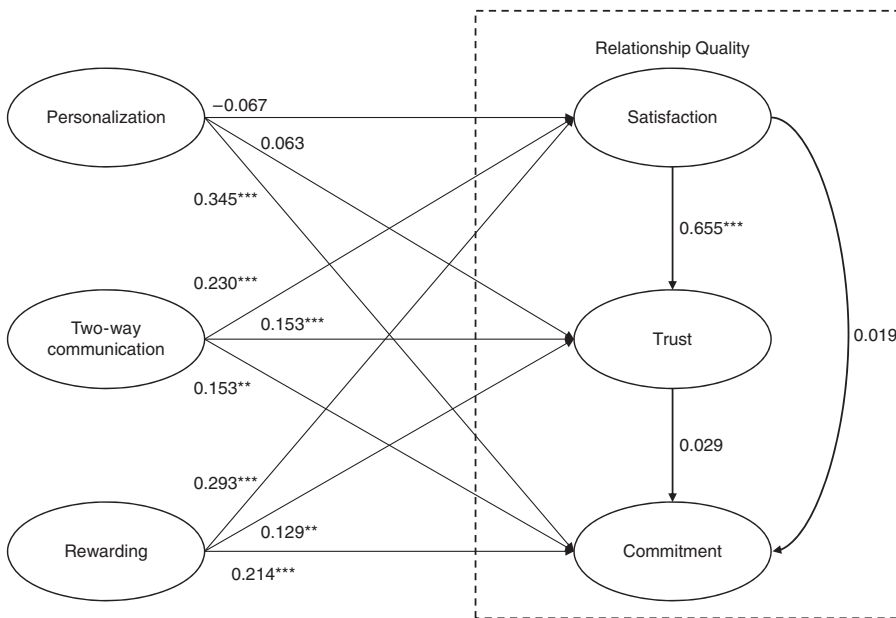 Relationship Quality
Personalization
−0.067
Satisfaction
0.063
0.345***
0.655***
0.230***
Two-way
communication
0.153***
Trust
0.019
0.153**
0.029
0.293***
0.129**
Rewarding
Commitment
0.214***